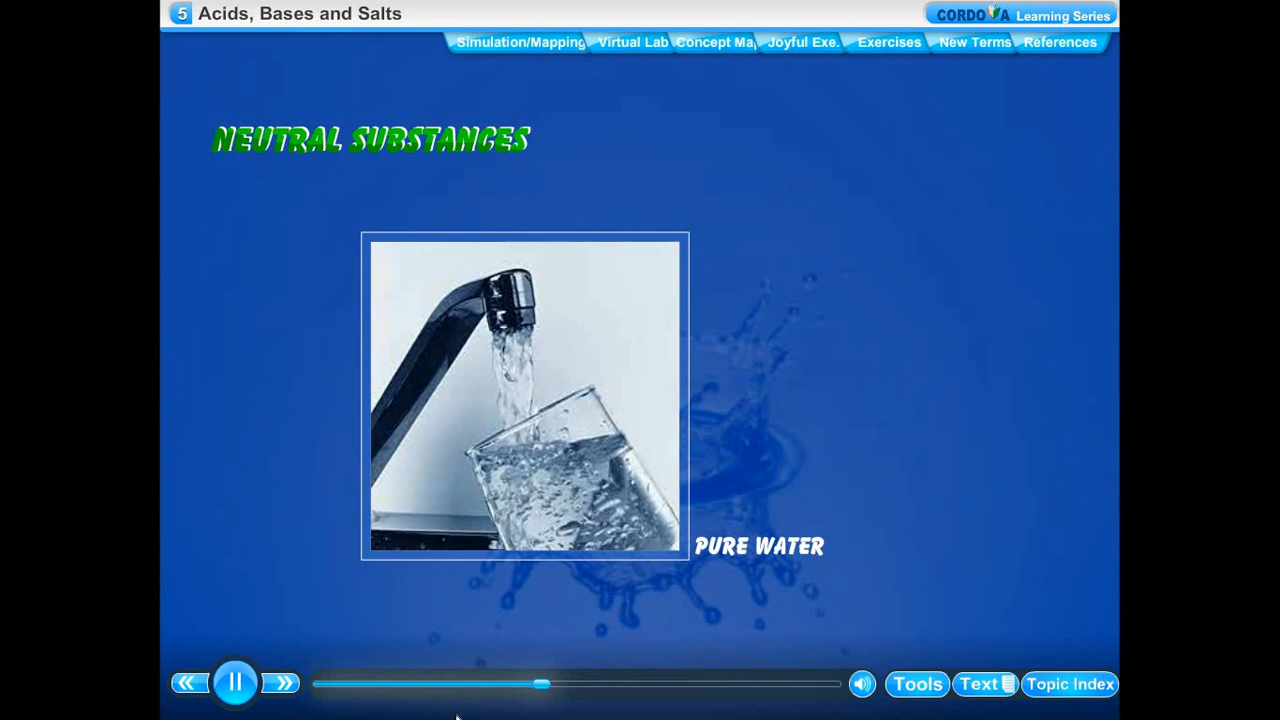 5 Acids, Bases and Salts
CORDOVA Learning Series
Simulation/Mapping Virtual Lab Concept Ma Joyful Exe. Exercises New Terms References
NEUTRAL SUBSTANCES
PURE WATER
Tools Text Topic Index